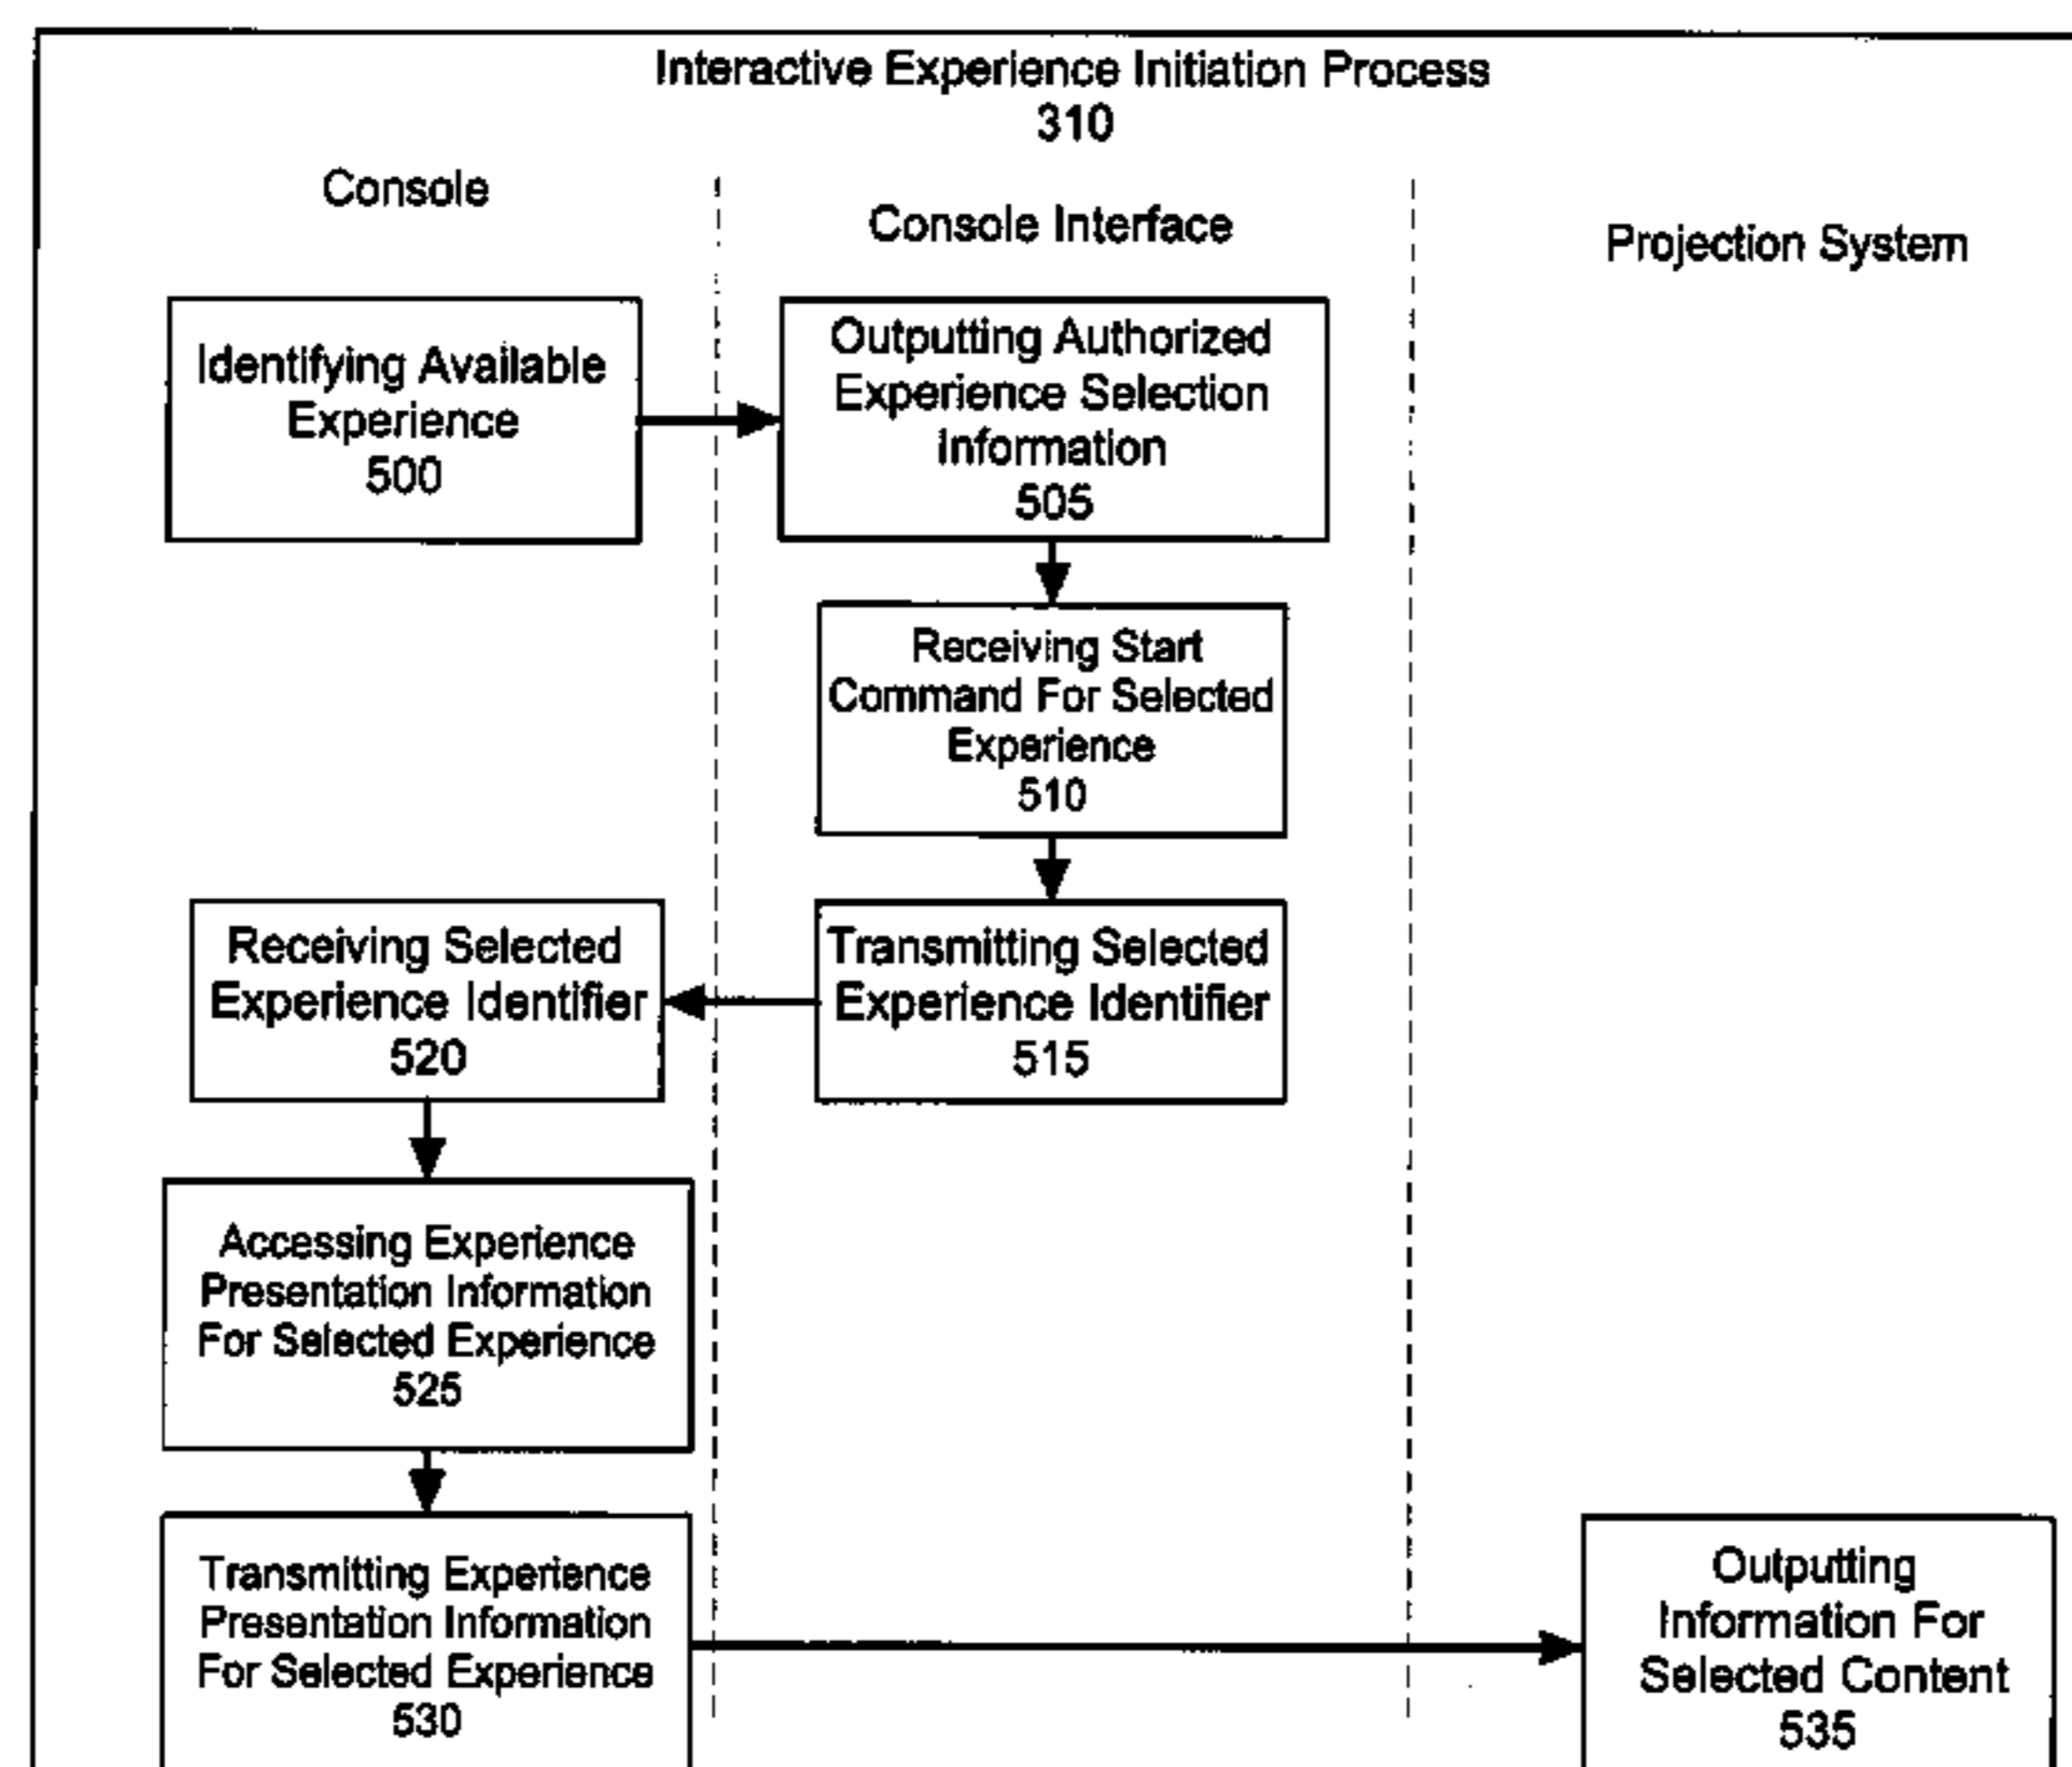 Interactive Experience Initiation Process
310
Console
Console Interface
Projection System
Identifying Available
Experience
500
Outputting Authorized
Experience Selection
Information
505
Receiving Start
Command For Selected
Experience
510
Receiving Selected
Experience Identifier
520
Transmitting Selected
Experience Identifier
515
Accessing Experience
Presentation Information
For Selected Experience
525
Transmitting Experience
Presentation Information
For Selected Experience
530
Outputting
Information For
Selected Content
535